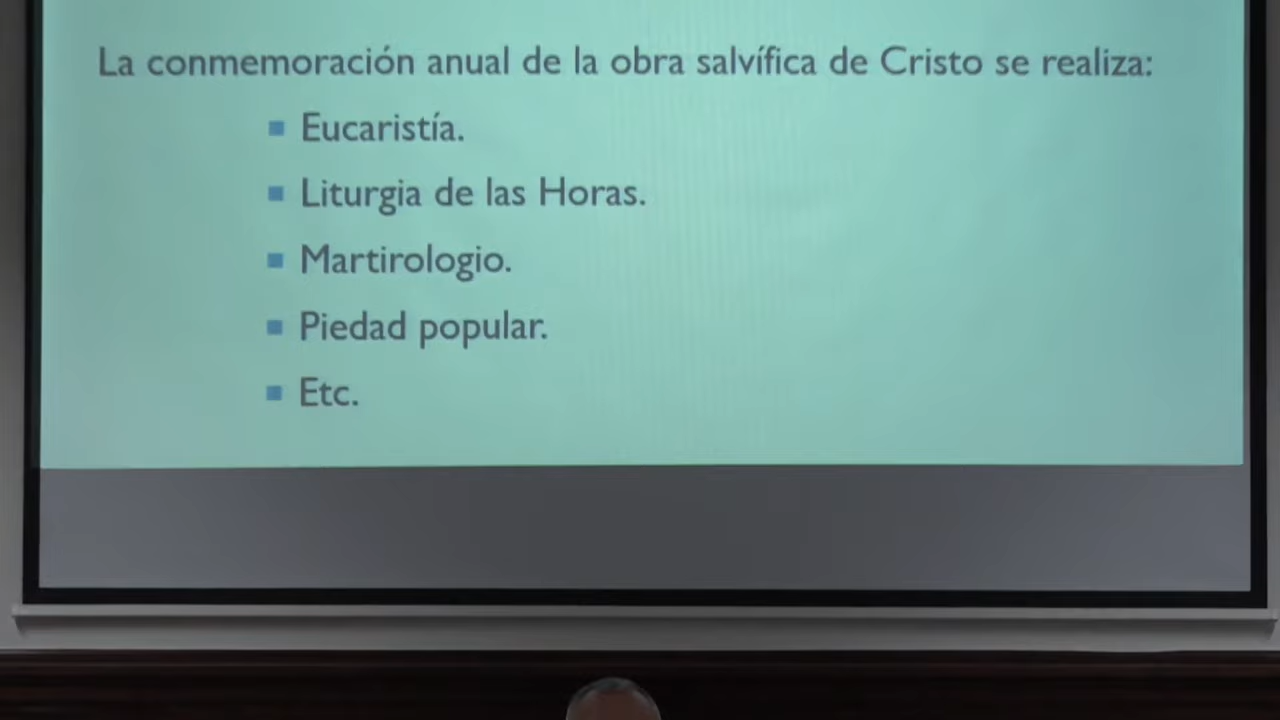 La conmemoración anual de la obra salvífica de Cristo se realiza:
Eucaristía.
Liturgia de las Horas.
Martirologio.
Piedad popular.
Etc.